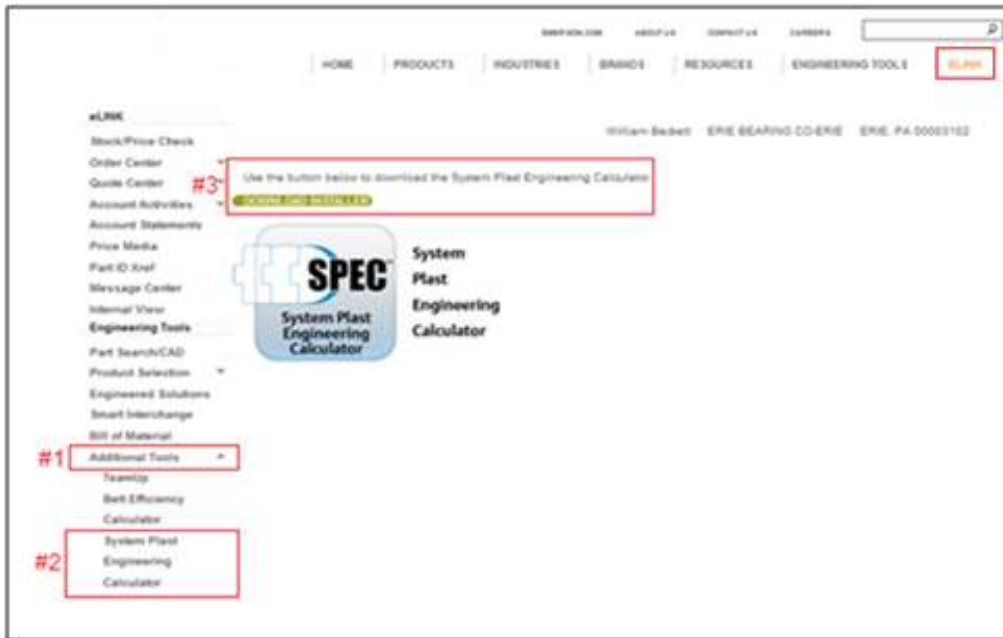 ABOUT US CONTACT US CAREERS
HOME PRODUCTS INDUSTRIES BRANDS RESOURCES ENGINEERING TOOLS ELINK
eLINK
William Beckett ERIE BEARING CO-ERIE ERIE, PA 00003102
Stock/Price Check
Order Center
Quote Center
Account Activities
Account Statements
Price Media
Part ID Xref
Message Center
Internal View
Engineering Tools
Part Search/CAD
Product Selection
Engineered Solutions
Smart Interchange
Bill of Material
#1 Additional Tools
TeamUp
Belt Efficiency
Calculator
#2
System Plast
Engineering
Calculator
#3
Use the button below to download the System Plast Engineering Calculator
DOWNLOAD INSTALLER
SPEC™
System Plast
Engineering
Calculator
System
Plast
Engineering
Calculator